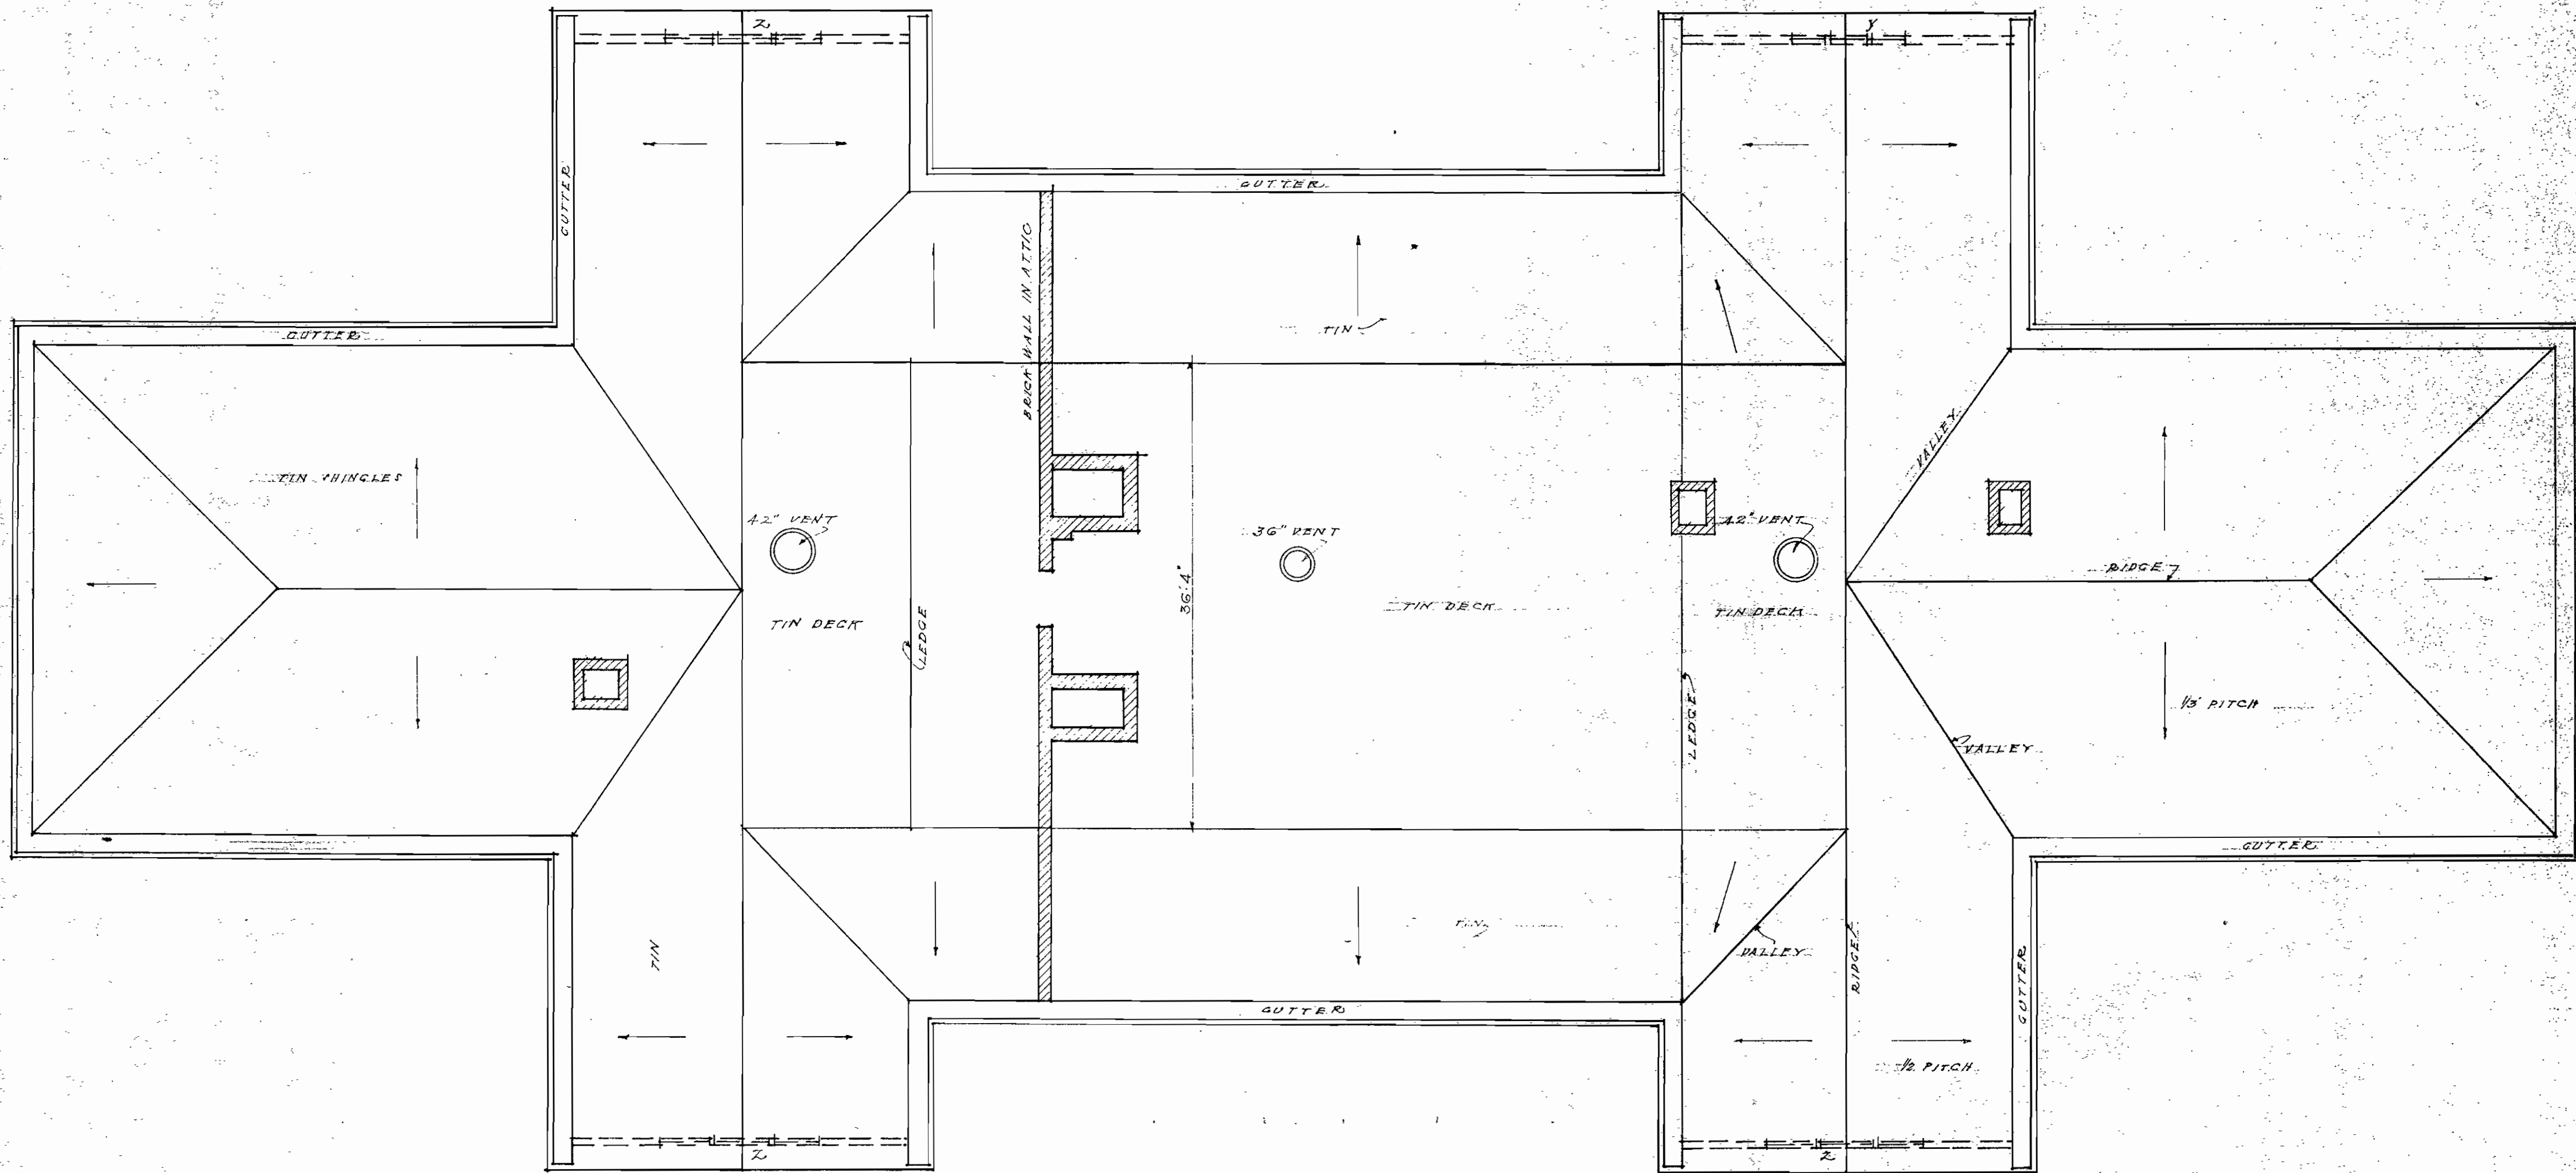 Z
Y
GUTTER
GUTTER
BRICK WALL IN ATTIC
GUTTER
TIN
VALLEY
TIN SHINGLES
42" VENT
36" VENT
42" VENT
RIDGE
36'4"
TIN DECK
TIN DECK
TIN DECK
LEDGE
LEDGE
1/3 PITCH
VALLEY
GUTTER
TIN
TIN
VALLEY
RIDGE
GUTTER
GUTTER
1/2 PITCH
Z
Z